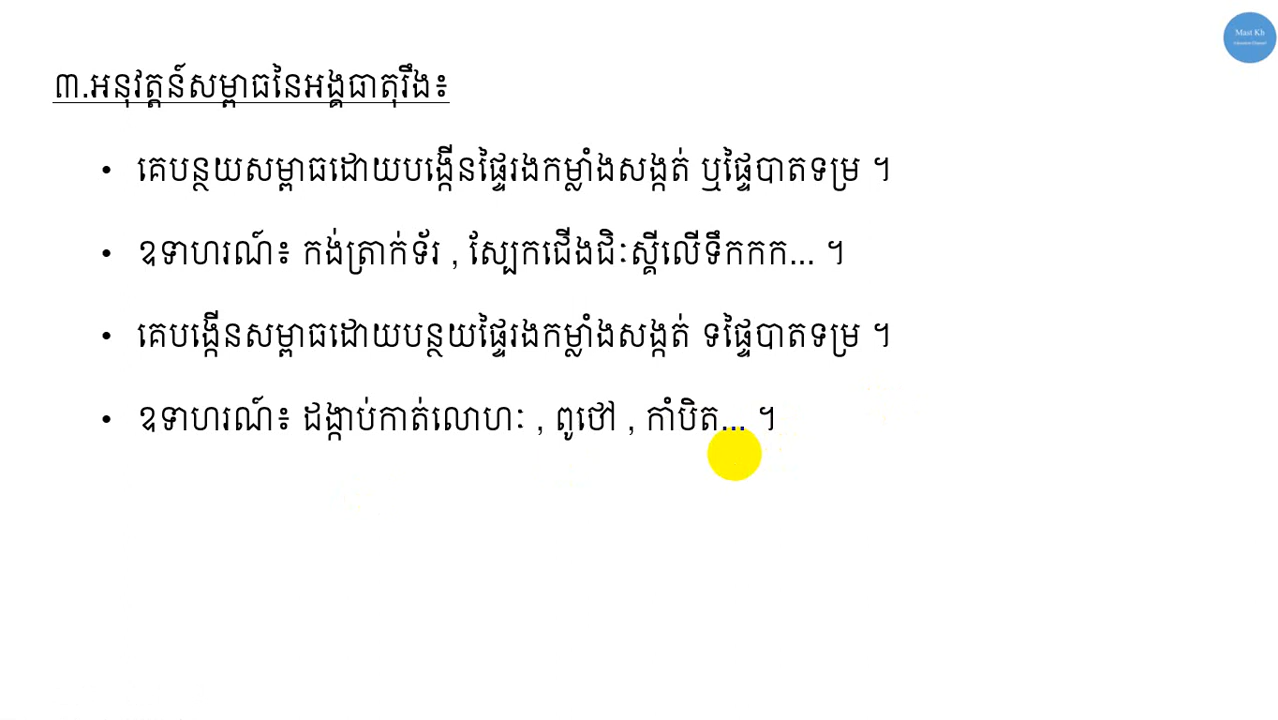 Mast Kh
៣.អនុវត្តន៍សម្ពាធនៃអង្គធាតុរឹង៖
• គេបន្ថយសម្ពាធដោយបង្កើនផ្ទៃរងកម្លាំងសង្កត់ ឬផ្ទៃបាតទម្រ ។
• ឧទាហរណ៍៖ កង់ត្រាក់ទ័រ , ស្បែកជើងជិះស្គីលើទឹកកក... ។
• គេបង្កើនសម្ពាធដោយបន្ថយផ្ទៃរងកម្លាំងសង្កត់ ទផ្ទៃបាតទម្រ ។
• ឧទាហរណ៍៖ ដង្កាប់កាត់លោហៈ , ពូថៅ , កាំបិត... ។